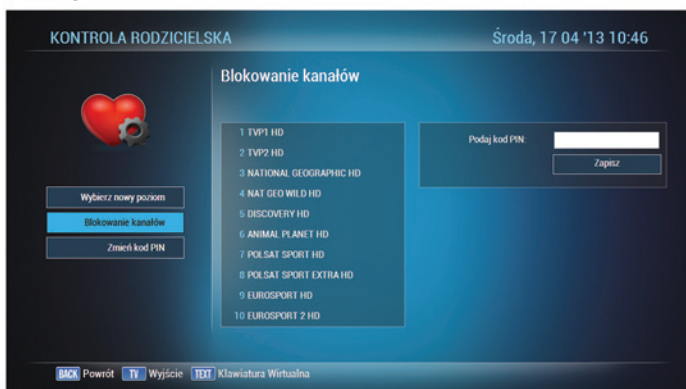 KONTROLA RODZICIELSKA
Środa, 17 04 '13 10:46
Blokowanie kanałów
Wybierz nowy poziom
Blokowanie kanałów
Zmień kod PIN
1 TVP1 HD
2 TVP2 HD
3 NATIONAL GEOGRAPHIC HD
4 NAT GEO WILD HD
5 DISCOVERY HD
6 ANIMAL PLANET HD
7 POLSAT SPORT HD
8 POLSAT SPORT EXTRA HD
9 EUROSPORT HD
10 EUROSPORT 2 HD
Podaj kod PIN:
Zapisz
BACK Powrót TV Wyjście TEXT Klawiatura Wirtualna